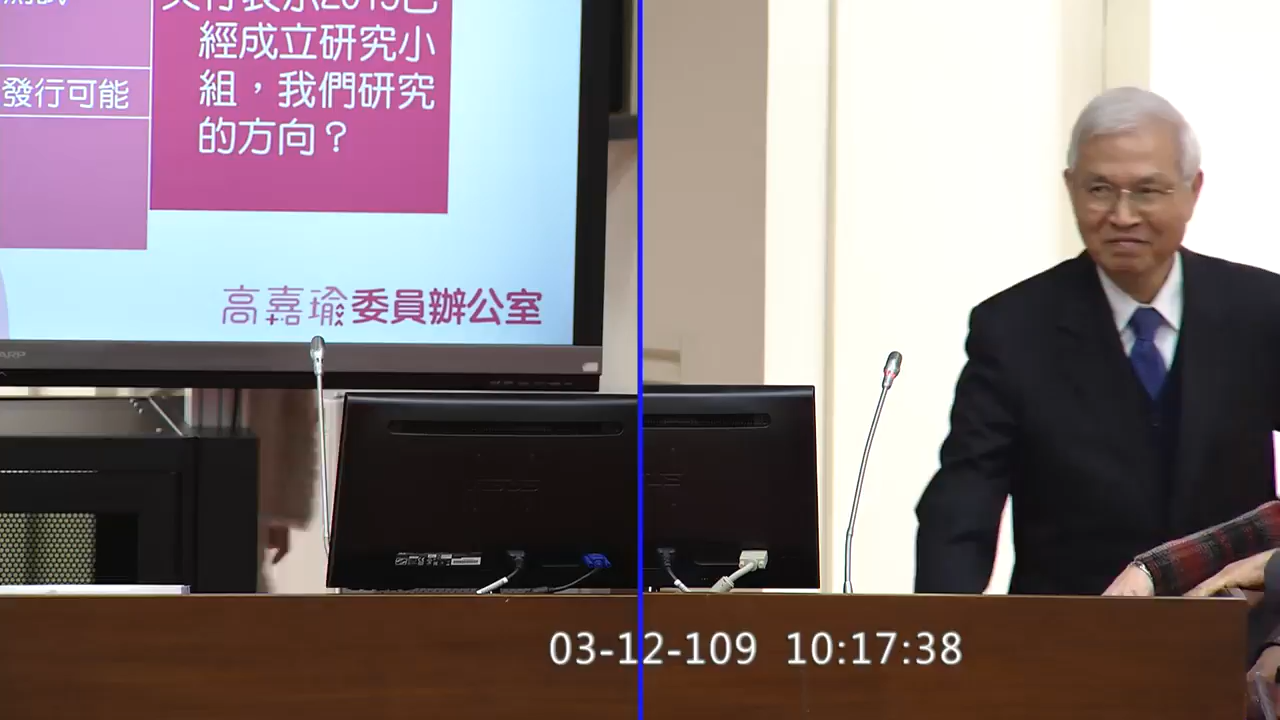 經成立研究小
組，我們研究
的方向？
發行可能
高嘉瑜委員辦公室
03-12-109 10:17:38